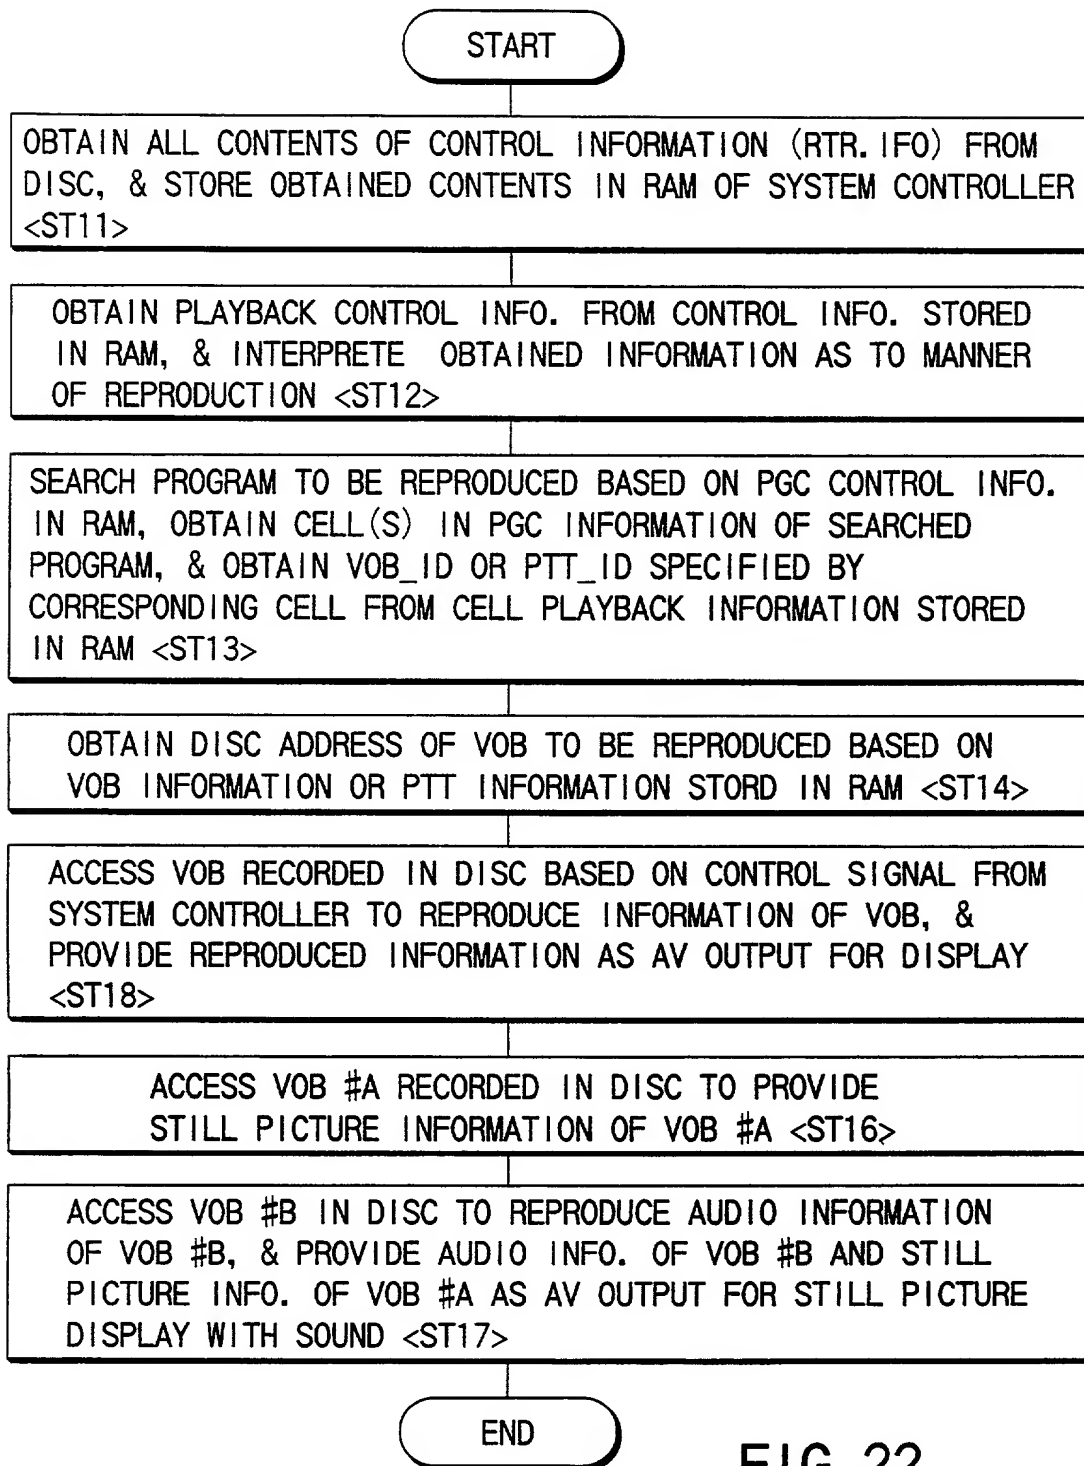 START
OBTAIN ALL CONTENTS OF CONTROL INFORMATION (RTR.IFO) FROM
DISC, & STORE OBTAINED CONTENTS IN RAM OF SYSTEM CONTROLLER
<ST11>
OBTAIN PLAYBACK CONTROL INFO. FROM CONTROL INFO. STORED
IN RAM, & INTERPRETE OBTAINED INFORMATION AS TO MANNER
OF REPRODUCTION <ST12>
SEARCH PROGRAM TO BE REPRODUCED BASED ON PGC CONTROL INFO.
IN RAM, OBTAIN CELL(S) IN PGC INFORMATION OF SEARCHED
PROGRAM, & OBTAIN VOB_ID OR PTT_ID SPECIFIED BY
CORRESPONDING CELL FROM CELL PLAYBACK INFORMATION STORED
IN RAM <ST13>
OBTAIN DISC ADDRESS OF VOB TO BE REPRODUCED BASED ON
VOB INFORMATION OR PTT INFORMATION STORD IN RAM <ST14>
ACCESS VOB RECORDED IN DISC BASED ON CONTROL SIGNAL FROM
SYSTEM CONTROLLER TO REPRODUCE INFORMATION OF VOB, &
PROVIDE REPRODUCED INFORMATION AS AV OUTPUT FOR DISPLAY
<ST18>
ACCESS VOB #A RECORDED IN DISC TO PROVIDE
STILL PICTURE INFORMATION OF VOB #A <ST16>
ACCESS VOB #B IN DISC TO REPRODUCE AUDIO INFORMATION
OF VOB #B, & PROVIDE AUDIO INFO. OF VOB #B AND STILL
PICTURE INFO. OF VOB #A AS AV OUTPUT FOR STILL PICTURE
DISPLAY WITH SOUND <ST17>
END
FIG. 22